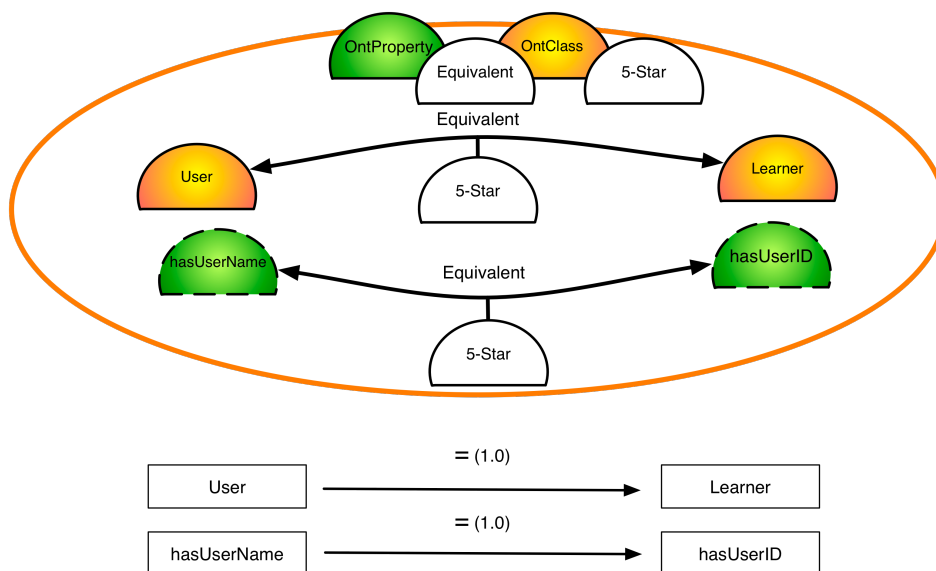 OntProperty
OntClass
Equivalent
5-Star
Equivalent
User
Learner
5-Star
hasUserName
hasUserID
Equivalent
5-Star
= (1.0)
User
Learner
= (1.0)
hasUserName
hasUserID